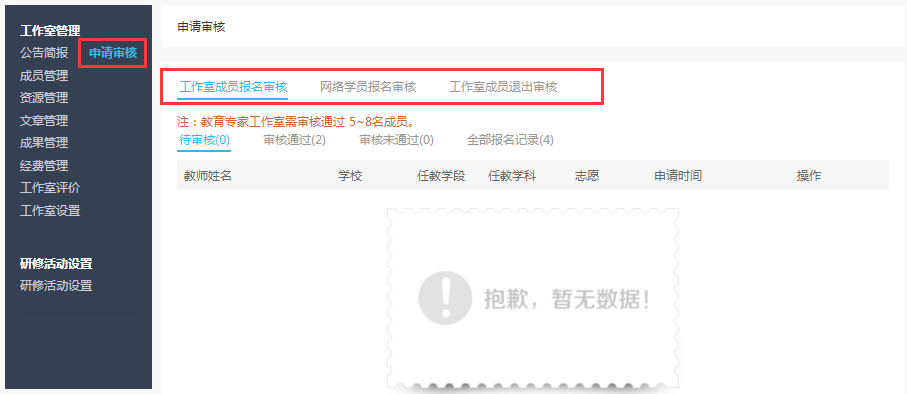 工作室管理
公告简报 申请审核
成员管理
资源管理
文章管理
成果管理
经费管理
工作室评价
工作室设置
研修活动设置
研修活动设置
申请审核
工作室成员报名审核 网络学员报名审核 工作室成员退出审核
注：教育专家工作室需审核通过 5~8名成员。
待审核(0) 审核通过(2) 审核未通过(0) 全部报名记录(4)
教师姓名 学校 任教学段 任教学科 志愿 申请时间 操作
抱歉，暂无数据！